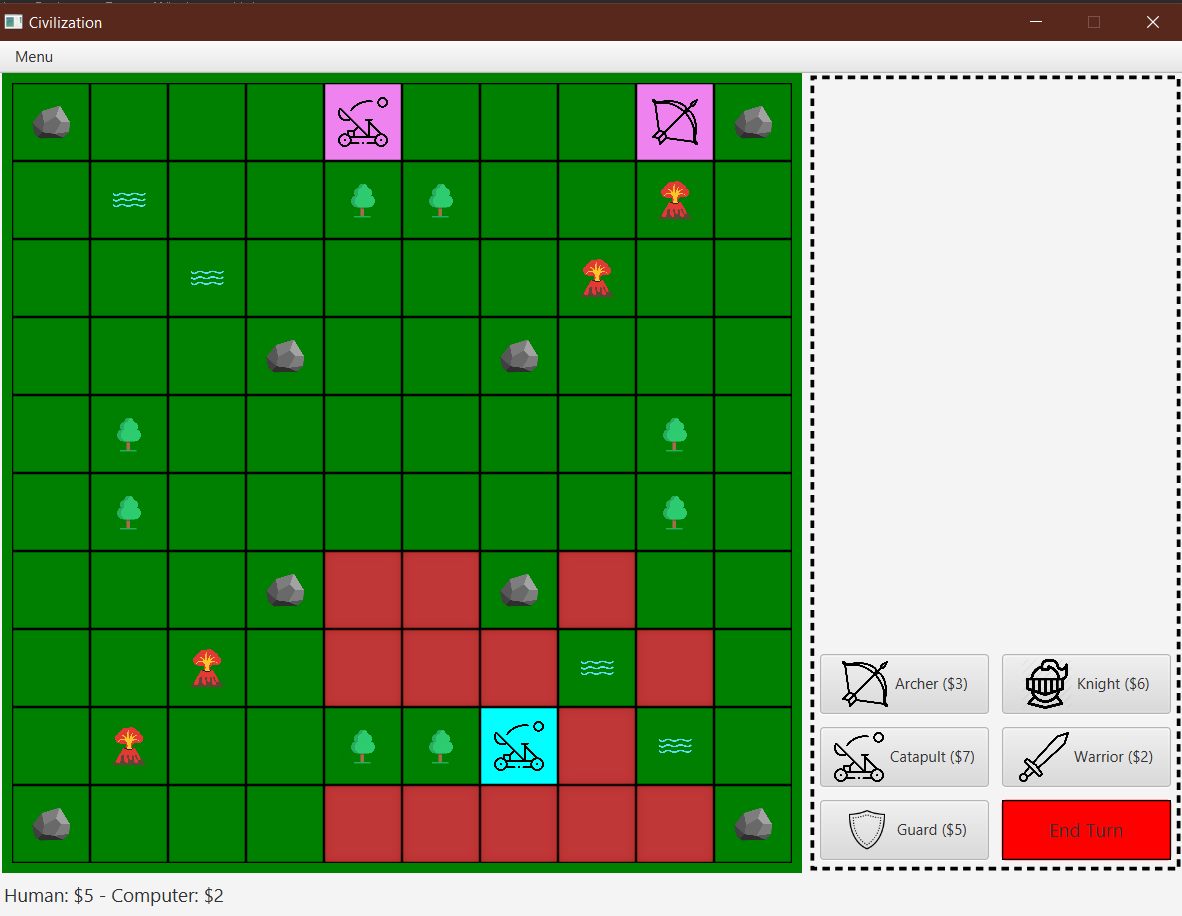 Civilization
Menu
Archer ($3)
Knight ($6)
Catapult ($7)
Warrior ($2)
Guard ($5)
End Turn
Human: $5 - Computer: $2